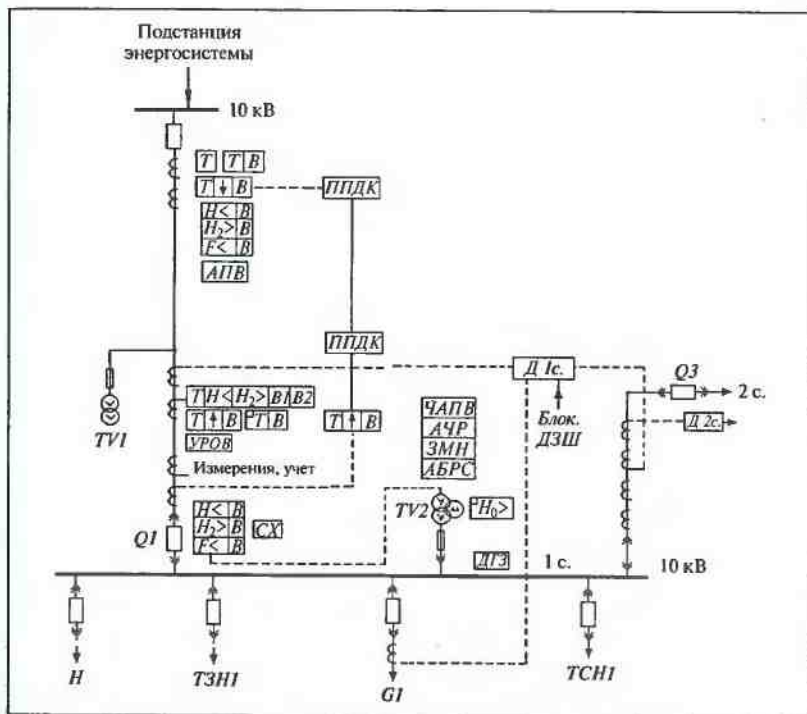 Подстанция
энергосистемы
10 кВ
Т Т В
Т ↓ В ППДК
Н< В
Н₂> В
F< В
АПВ
ППДК
Д 1с. Q3
2 с.
Т Н< Н₂> В1 В2
Т ↑ В Т В Т ↑ В
УРОВ
ЧАПВ
АЧР
ЗМН
АБРС
Блок.
ДЗШ
Д 2с.
TV1
Измерения, учет
Н< В
Н₂> В СХ
F< В
Q1
TV2 Н₀>
ДГЗ 1 с. 10 кВ
Н ТЗН1 G1 ТСН1